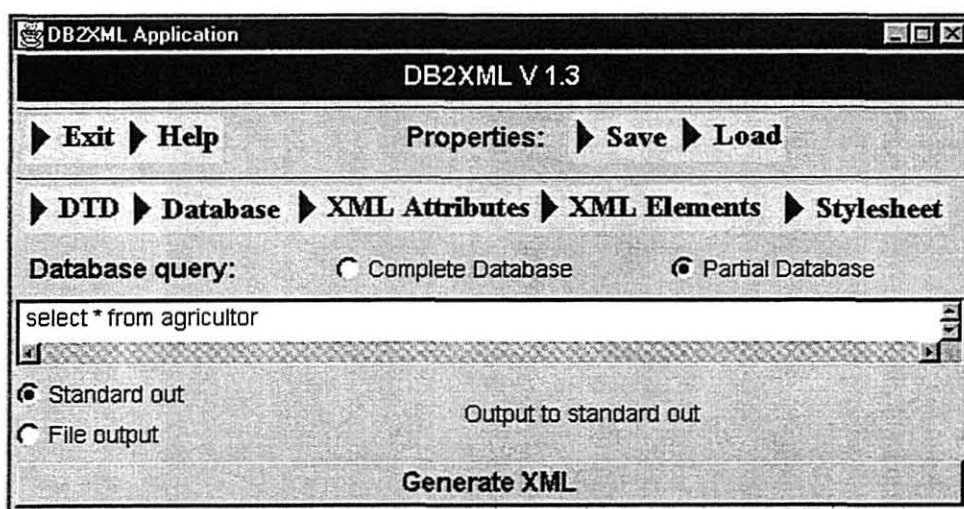 DB2XML Application
DB2XML V 1.3
Exit Help Properties: Save Load
DTD Database XML Attributes XML Elements Stylesheet
Database query: Complete Database Partial Database
select * from agricultor
Standard out
Output to standard out
File output
Generate XML